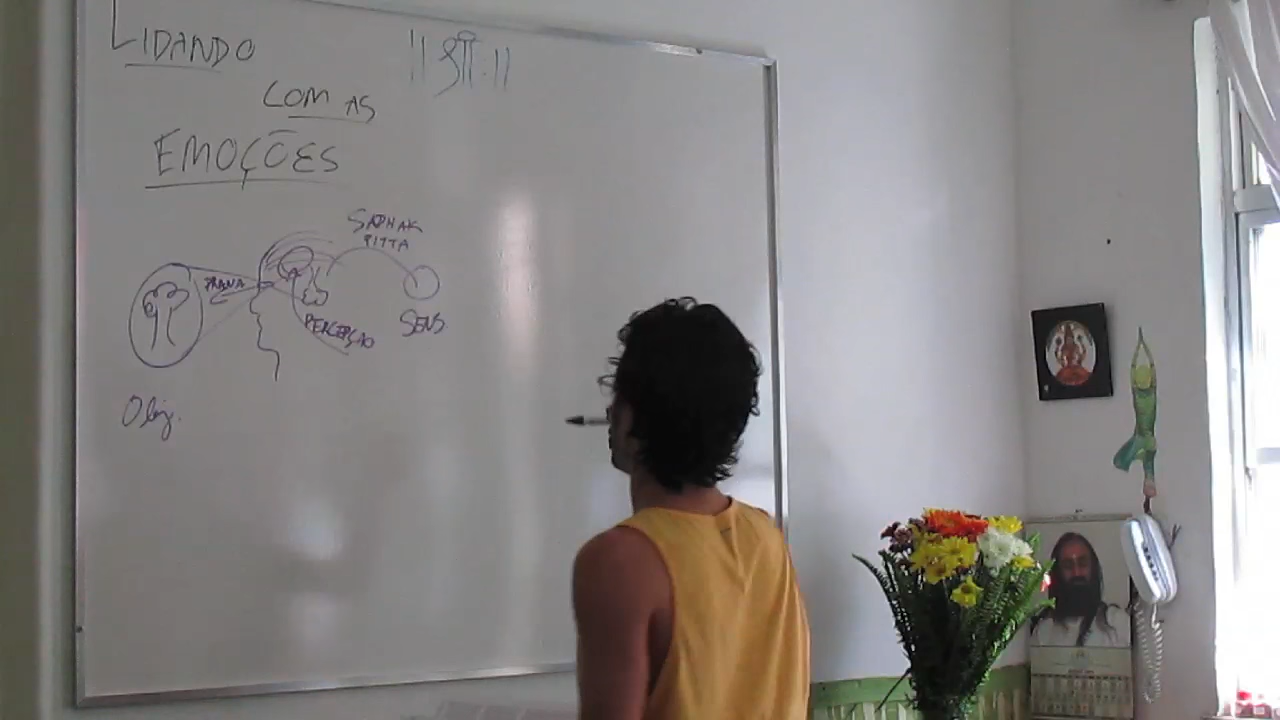 LIDANDO
|| श्री ||
COM AS
EMOÇÕES
SADHAK
PITTA
PRANA
PERCEPÇÃO
SENS.
Obj.